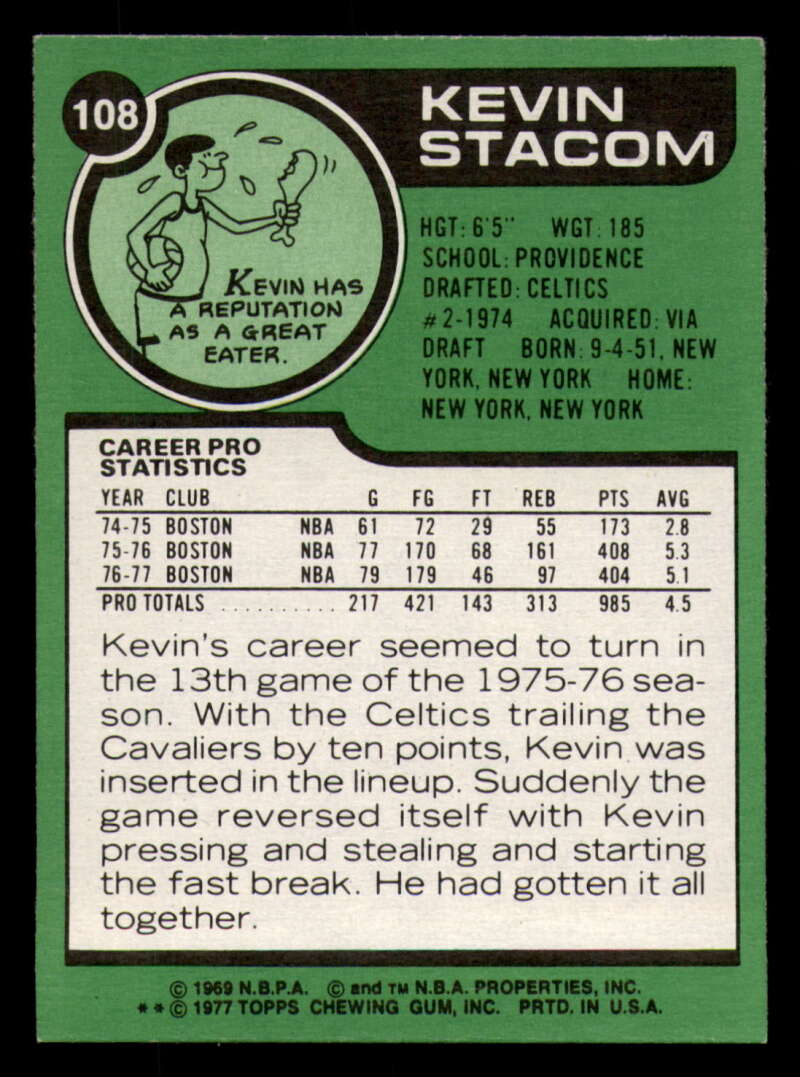 108
KEVIN
STACOM
KEVIN HAS
A REPUTATION
AS A GREAT
EATER.
HGT: 6'5" WGT: 185
SCHOOL: PROVIDENCE
DRAFTED: CELTICS
#2-1974 ACQUIRED: VIA
DRAFT BORN: 9-4-51, NEW
YORK, NEW YORK HOME:
NEW YORK, NEW YORK
CAREER PRO
STATISTICS
YEAR CLUB G FG FT REB PTS AVG
74-75 BOSTON NBA 61 72 29 55 173 2.8
75-76 BOSTON NBA 77 170 68 161 408 5.3
76-77 BOSTON NBA 79 179 46 97 404 5.1
PRO TOTALS .......... 217 421 143 313 985 4.5
Kevin's career seemed to turn in
the 13th game of the 1975-76 sea-
son. With the Celtics trailing the
Cavaliers by ten points, Kevin was
inserted in the lineup. Suddenly the
game reversed itself with Kevin
pressing and stealing and starting
the fast break. He had gotten it all
together.
© 1969 N.B.P.A. © and TM N.B.A. PROPERTIES, INC.
**© 1977 TOPPS CHEWING GUM, INC. PRTD. IN U.S.A.